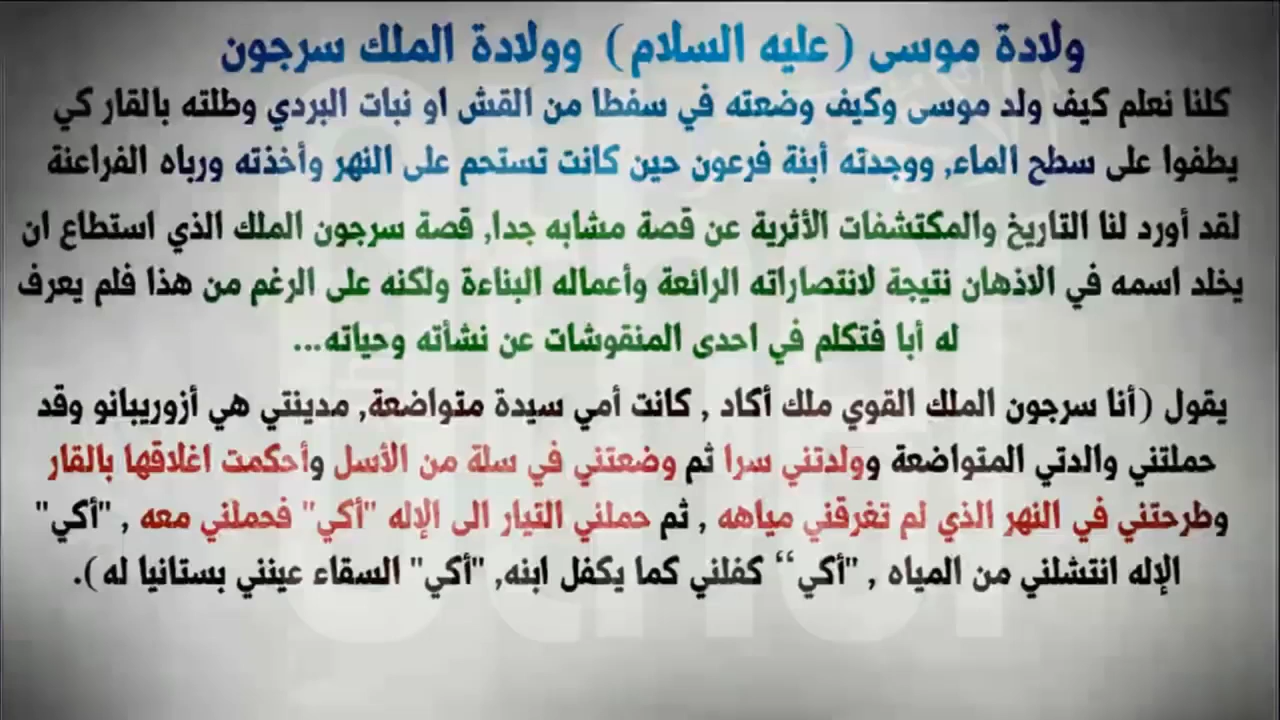 ولادة موسى (عليه السلام) وولادة الملك سرجون
كلنا نعلم كيف ولد موسى وكيف وضعته في سفطا من القش او نبات البردي وطلته بالقار كي
يطفوا على سطح الماء, ووجدته أبنة فرعون حين كانت تستحم على النهر وأخذته ورباه الفراعنة
لقد أورد لنا التاريخ والمكتشفات الأثرية عن قصة مشابه جدا, قصة سرجون الملك الذي استطاع ان
يخلد اسمه في الاذهان نتيجة لانتصاراته الرائعة وأعماله البناءة ولكنه على الرغم من هذا فلم يعرف
له أبا فتكلم في احدى المنقوشات عن نشأته وحياته...
يقول (أنا سرجون الملك القوي ملك أكاد , كانت أمي سيدة متواضعة, مدينتي هي أزوريبانو وقد
حملتني والدتي المتواضعة وولدتني سرا ثم وضعتني في سلة من الأسل وأحكمت اغلاقها بالقار
وطرحتني في النهر الذي لم تغرقني مياهه , ثم حملني التيار الى الإله "أكي" فحملني معه , "أكي"
الإله انتشلني من المياه , "أكي“ كفلني كما يكفل ابنه, "أكي" السقاء عينني بستانيا له).